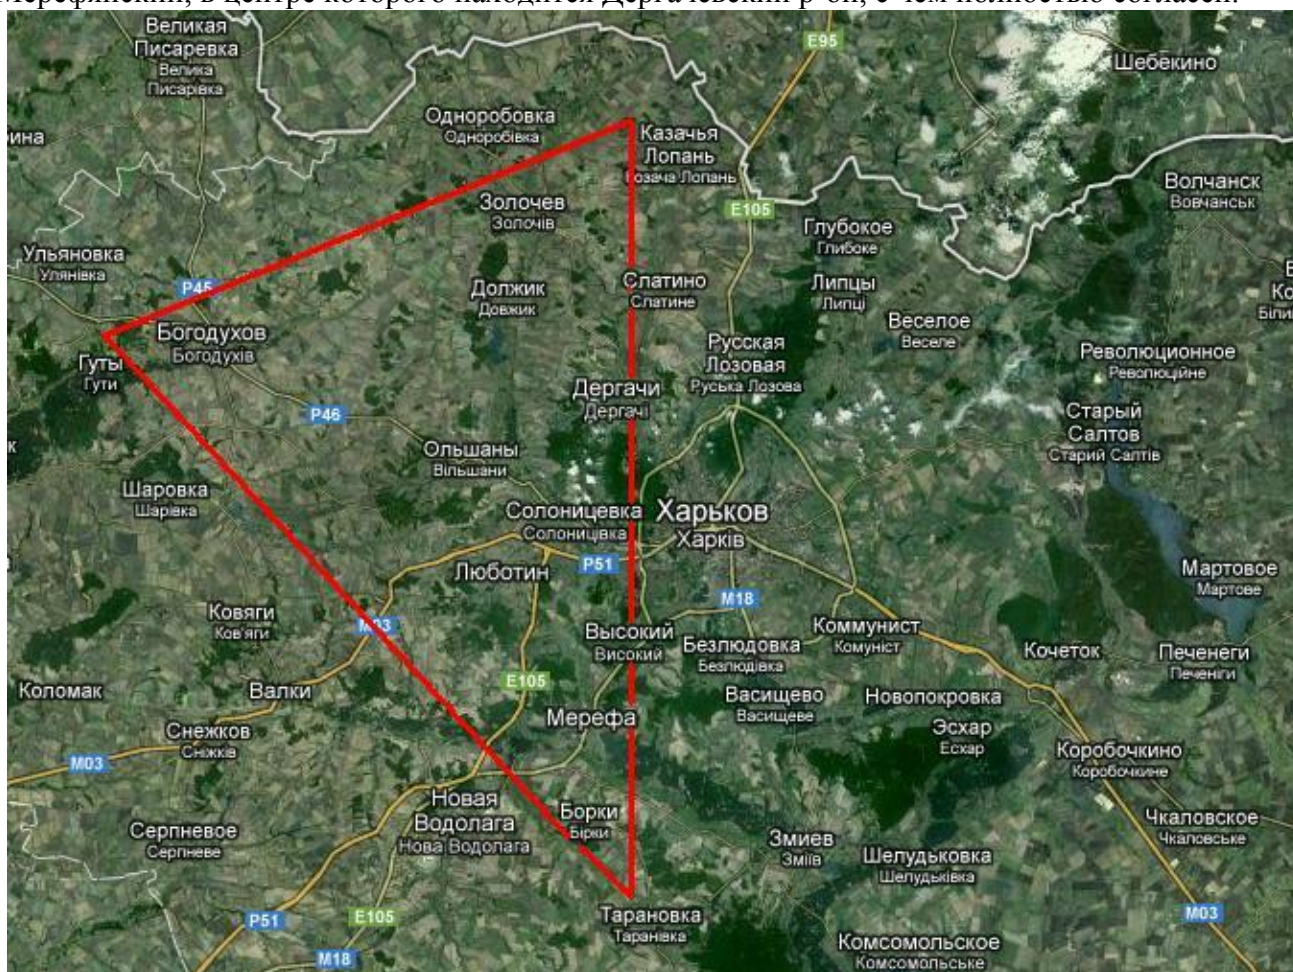 Мерефянский, в центре которого находится Дергачевский р-он, с чем полностью согласен.
Великая
Писаревка
Велика
Писарівка
E95
Шебекино
Одноробовка
Одноробівка
Казачья
Лопань
Козача Лопань
ина
Волчанск
Вовчанськ
Золочев
Золочів
E105
Глубокое
Глибоке
Ульяновка
Улянівка
P45
Должик
Довжик
Слатино
Слатине
Липцы
Липці
Богодухов
Богодухів
Веселое
Веселе
Русская
Лозовая
Руська Лозова
Гуты
Гути
Революционное
Революційне
Дергачи
Дергачі
P46
Старый
Салтов
Старий Салтів
Ольшаны
Вільшани
Шаровка
Шарівка
Солоницевка
Солоницівка
Харьков
Харків
P51
Люботин
Мартовое
Мартове
M18
Ковяги
Ков'яги
M03
Высокий
Високий
Безлюдовка
Безлюдівка
Коммунист
Комуніст
Кочеток
Печенеги
Печеніги
Коломак
Валки
E105
Васищево
Васищеве
Новопокровка
Мерефа
Снежков
Сніжків
Эсхар
Есхар
M03
Коробочкино
Коробочкине
Новая
Водолага
Нова Водолага
Борки
Бірки
Серпневое
Серпневе
Змиев
Зміїв
Чкаловское
Чкаловське
Шелудьковка
Шелудьківка
P51
E105
Тарановка
Таранівка
M03
M18
Комсомольское
Комсомольське